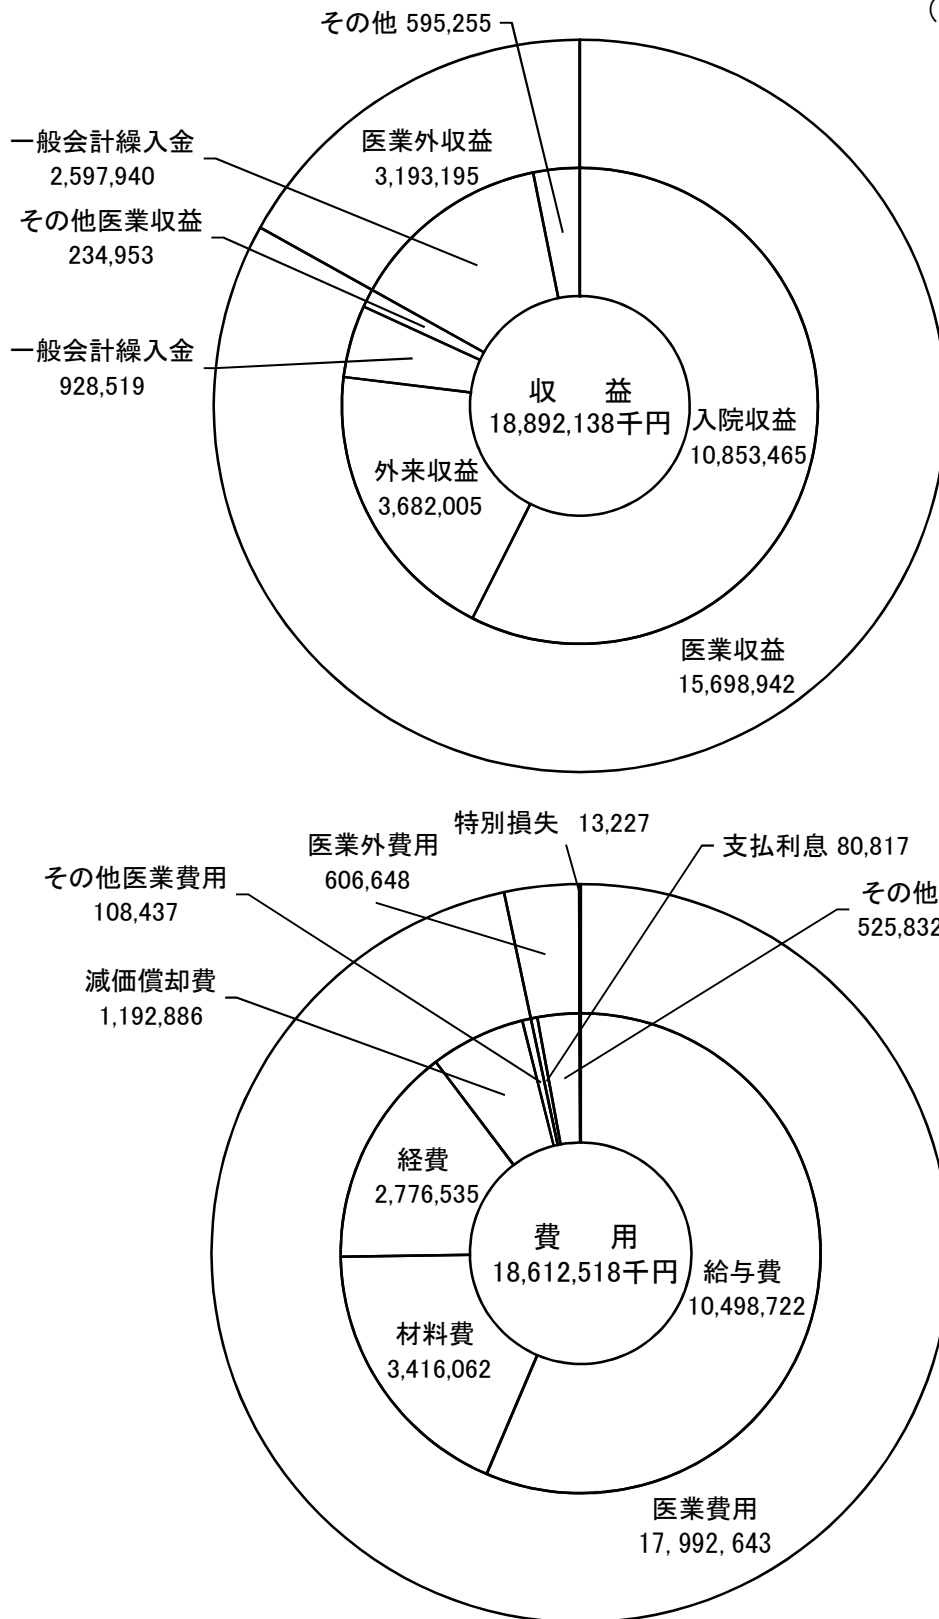 （
その他 595,255
一般会計繰入金
2,597,940
医業外収益
3,193,195
その他医業収益
234,953
一般会計繰入金
928,519
収　益
18,892,138千円
入院収益
10,853,465
外来収益
3,682,005
医業収益
15,698,942
特別損失 13,227
医業外費用
606,648
支払利息 80,817
その他医業費用
108,437
その他
525,832
減価償却費
1,192,886
経費
2,776,535
費　用
18,612,518千円
給与費
10,498,722
材料費
3,416,062
医業費用
17, 992, 643